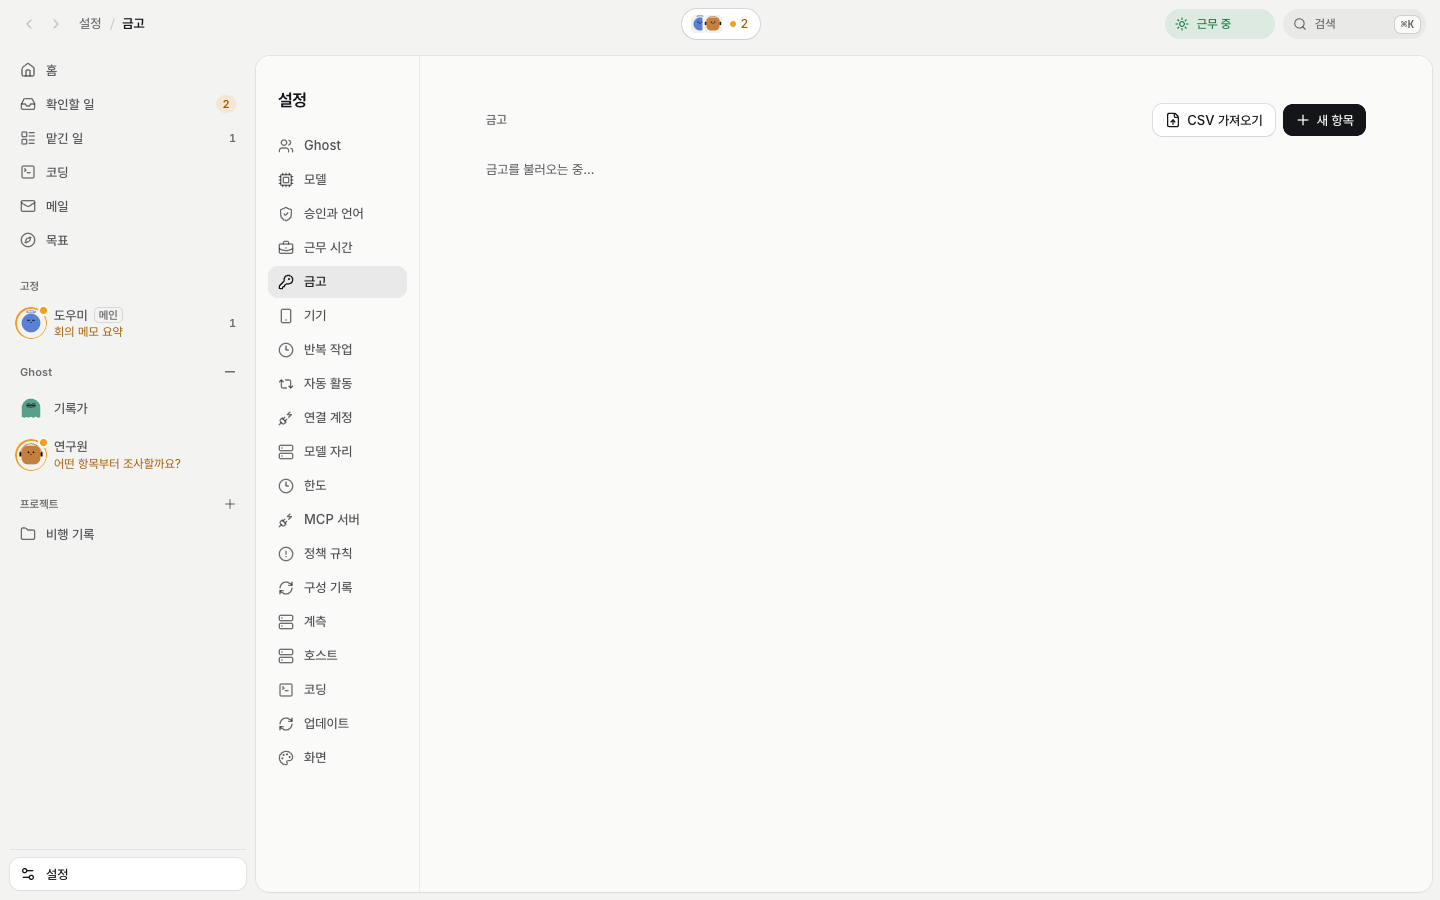 설정 / 금고
2
근무 중
검색
⌘K
홈
확인할 일
2
맡긴 일
1
코딩
메일
목표
고정
도우미
메인
회의 메모 요약
1
Ghost
기록가
연구원
어떤 항목부터 조사할까요?
프로젝트
비행 기록
설정
설정
Ghost
모델
승인과 언어
근무 시간
금고
기기
반복 작업
자동 활동
연결 계정
모델 자리
한도
MCP 서버
정책 규칙
구성 기록
계측
호스트
코딩
업데이트
화면
금고
CSV 가져오기
새 항목
금고를 불러오는 중...